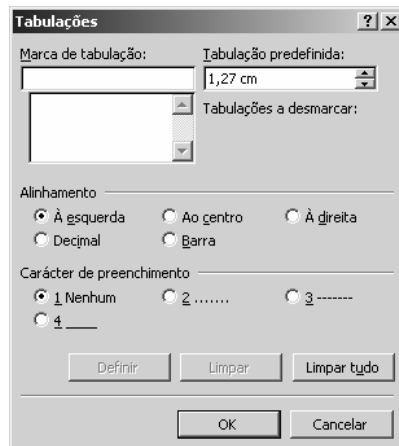 Tabulações
Marca de tabulação: Tabulação predefinida:
1,27 cm
Tabulações a desmarcar:
Alinhamento
À esquerda Ao centro À direita
Decimal Barra
Carácter de preenchimento
1 Nenhum 2 ....... 3 -------
4 ____
Definir Limpar Limpar tudo
OK Cancelar